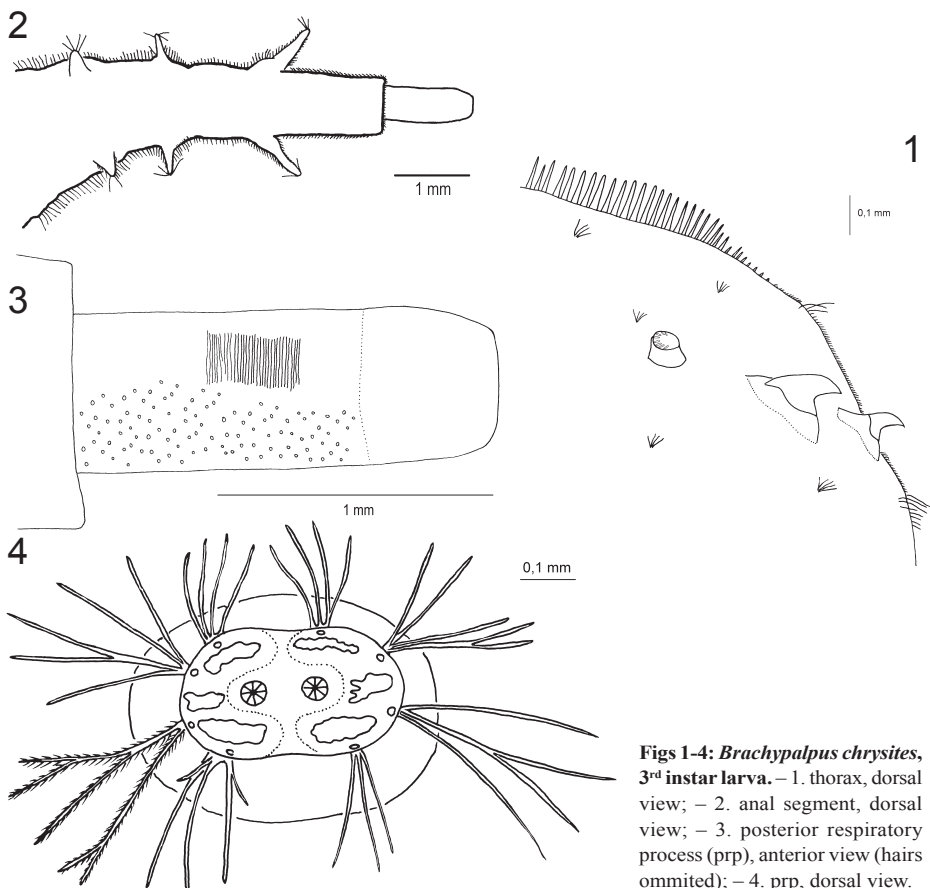 2
1 mm
1
0,1 mm
3
1 mm
4
0,1 mm
Figs 1-4: Brachypalpus chrysites,
3rd instar larva. – 1. thorax, dorsal
view; – 2. anal segment, dorsal
view; – 3. posterior respiratory
process (prp), anterior view (hairs
ommited); – 4. prp, dorsal view.